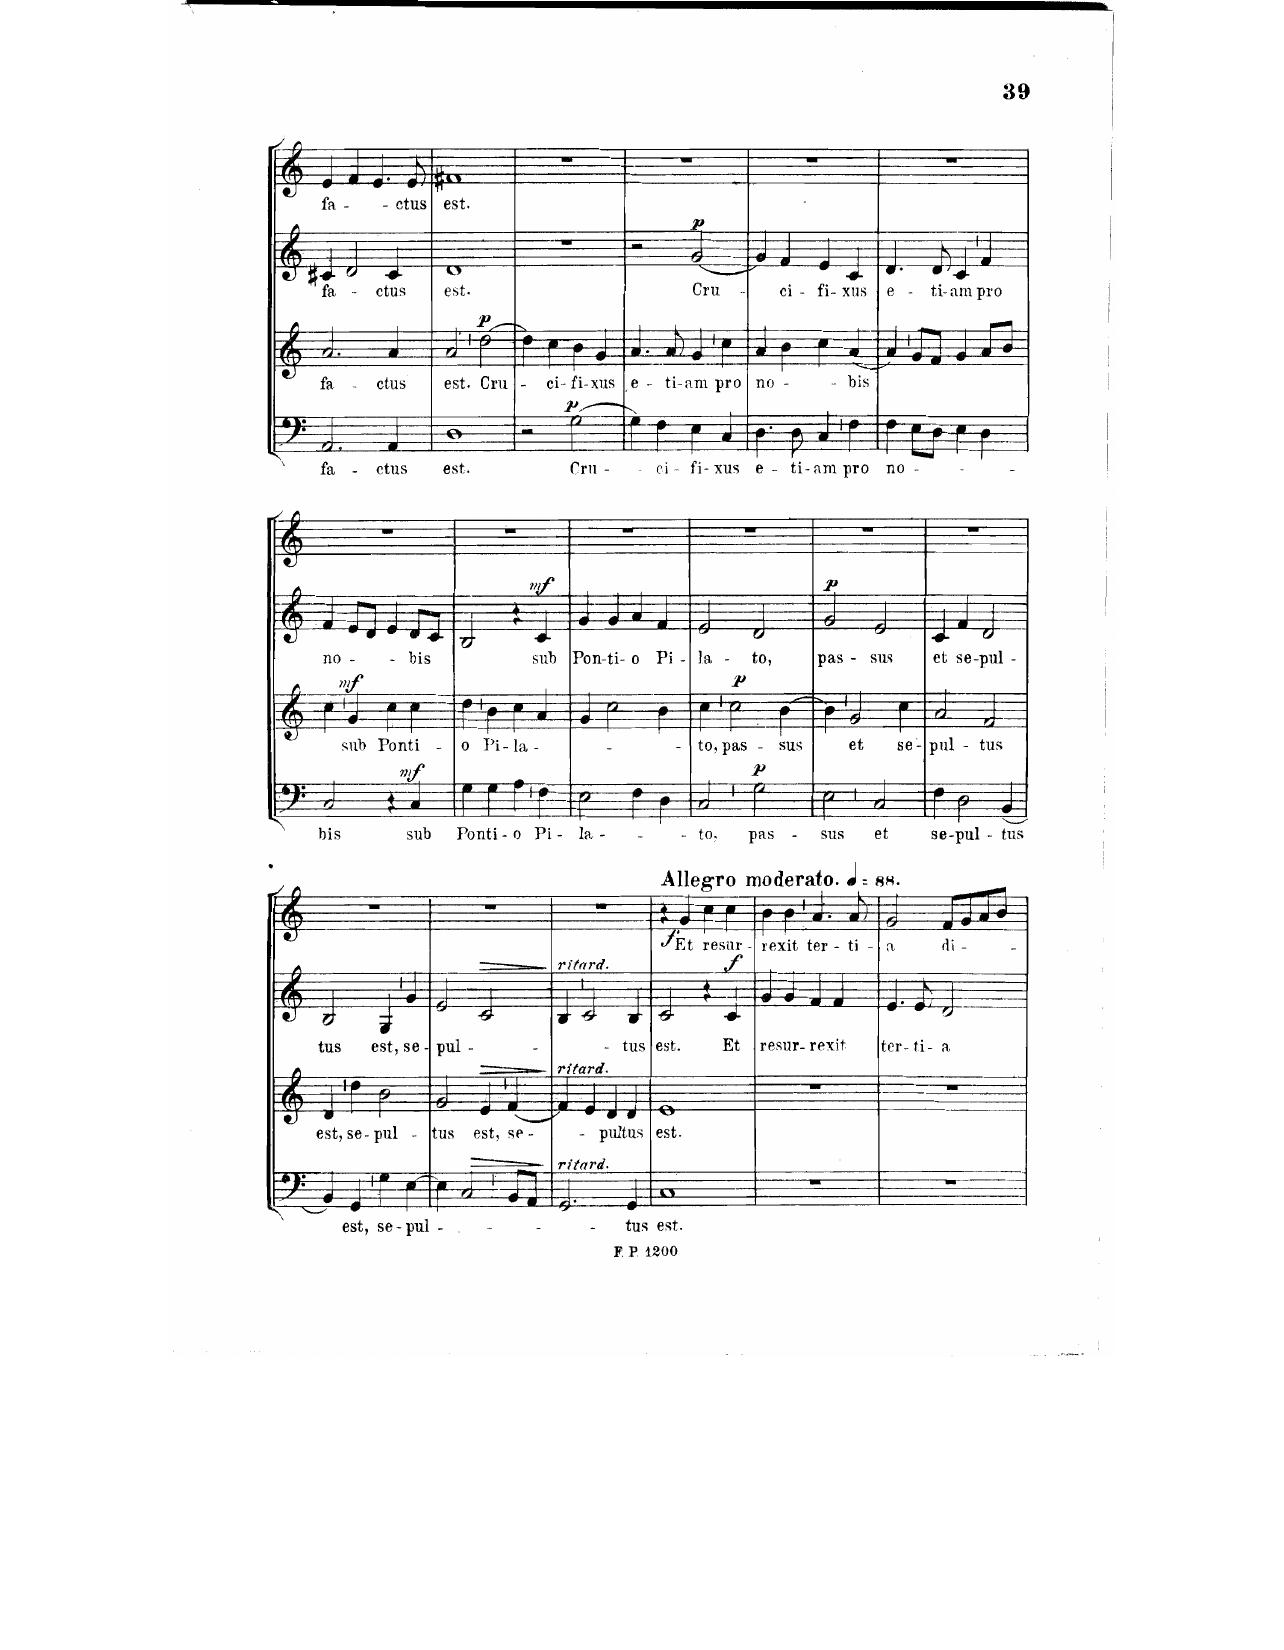 39
fa - - ctus est.
p
fa - ctus est. Cru - ci - fi - xus e - ti - am pro
p
fa - ctus est. Cru - ci - fi - xus e - ti - am pro no - - bis
p
fa - ctus est. Cru - - ci - fi - xus e - ti - am pro no - - -
mf p
no - - bis sub Pon - ti - o Pi - la - to, pas - sus et se - pul -
mf p
sub Ponti - o Pi - la - - - to, pas - sus et se - pul - tus
mf p
bis sub Ponti - o Pi - la - - - to, pas - sus et se - pul - tus
Allegro moderato. ♩ = 88.
f Et resur - rexit ter - ti - a di - -
ritard. f
tus est, se - pul - - - tus est. Et resur - rexit ter - ti - a
ritard.
est, se - pul - tus est, se - - pultus est.
ritard.
est, se - pul - - - - tus est.
F. P. 1200